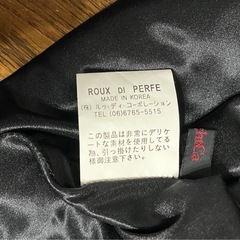 ROUX Di PERFE
MADE IN KOREA
(株)ルゥ・ディ・コーポレーション
TEL (06)6765-5515
この製品は非常にデリケ
ートな素材を使用してる
為、引っ掛けたりしない
様御注意下さい。